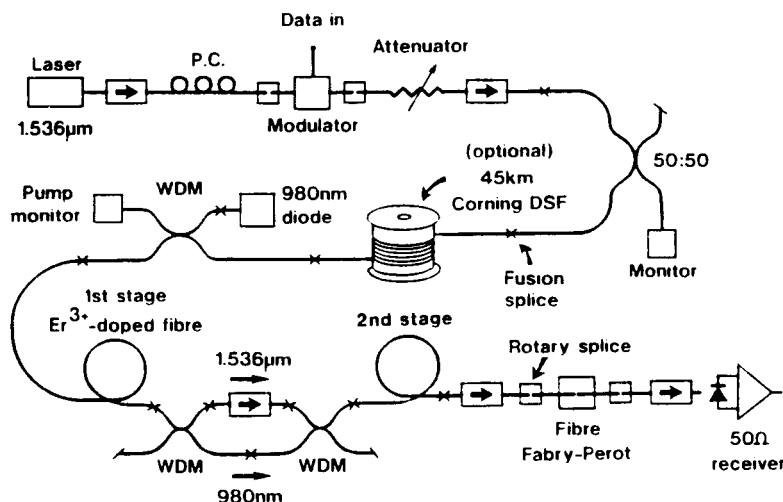 Data in
Laser
P.C.
Attenuator
1.536µm
Modulator
(optional)
45km
Corning DSF
50:50
Pump
monitor
WDM
980nm
diode
Fusion
splice
Monitor
1st stage
Er3+-doped fibre
2nd stage
1.536µm
Rotary splice
WDM
WDM
980nm
Fibre
Fabry-Perot
50Ω
receiver